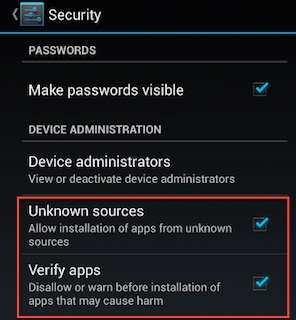 Security
PASSWORDS
Make passwords visible
DEVICE ADMINISTRATION
Device administrators
View or deactivate device administrators
Unknown sources
Allow installation of apps from unknown
sources
Verify apps
Disallow or warn before installation of
apps that may cause harm